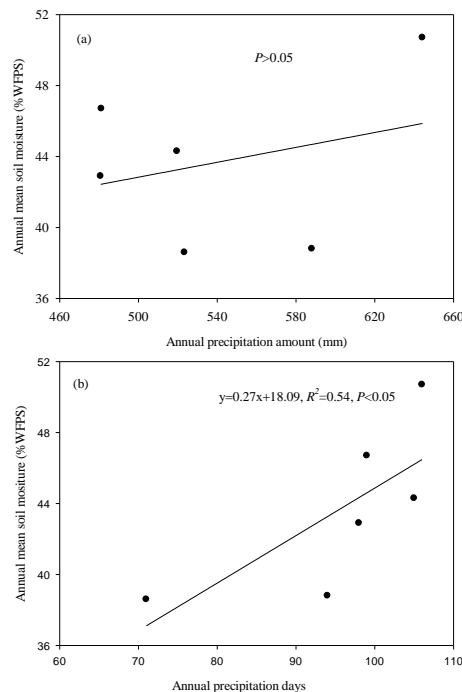 (a)
P>0.05
52
48
44
40
36
Annual mean soil moisture (%WFPS)
460 500 540 580 620 660
Annual precipitation amount (mm)
(b)
y=0.27x+18.09, R²=0.54, P<0.05
52
48
44
40
36
Annual mean soil mositure (%WFPS)
60 70 80 90 100 110
Annual precipitation days